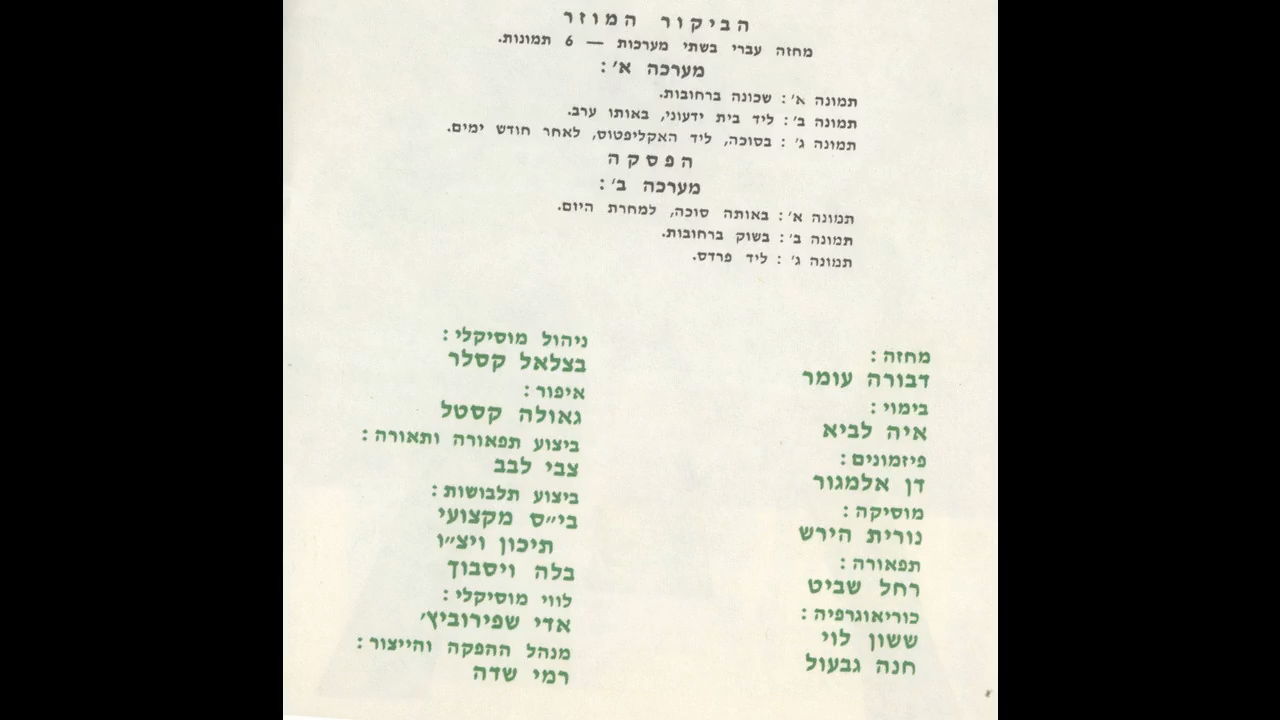 הביקור המוזר
מחזה עברי בשתי מערכות — 6 תמונות.
מערכה א׳:
תמונה א׳: שכונה ברחובות.
תמונה ב׳: ליד בית ידעוני, באותו ערב.
תמונה ג׳: בסוכה, ליד האקליפטוס, לאחר חודש ימים.
הפסקה
מערכה ב׳:
תמונה א׳: באותה סוכה, למחרת היום.
תמונה ב׳: בשוק ברחובות.
תמונה ג׳: ליד פרדס.
מחזה:
דבורה עומר
בימוי:
איה לביא
פיזמונים:
דן אלמגור
מוסיקה:
נורית הירש
תפאורה:
רחל שביט
כוריאוגרפיה:
ששון לוי
חנה גבעול
ניהול מוסיקלי:
בצלאל קסלר
איפור:
גאולה קסטל
ביצוע תפאורה ותאורה:
צבי לבב
ביצוע תלבושות:
בי״ס מקצועי
תיכון ויצ״ו
בלה ויסבוך
לווי מוסיקלי:
אדי שפירוביץ׳
מנהל ההפקה והייצור:
רמי שדה